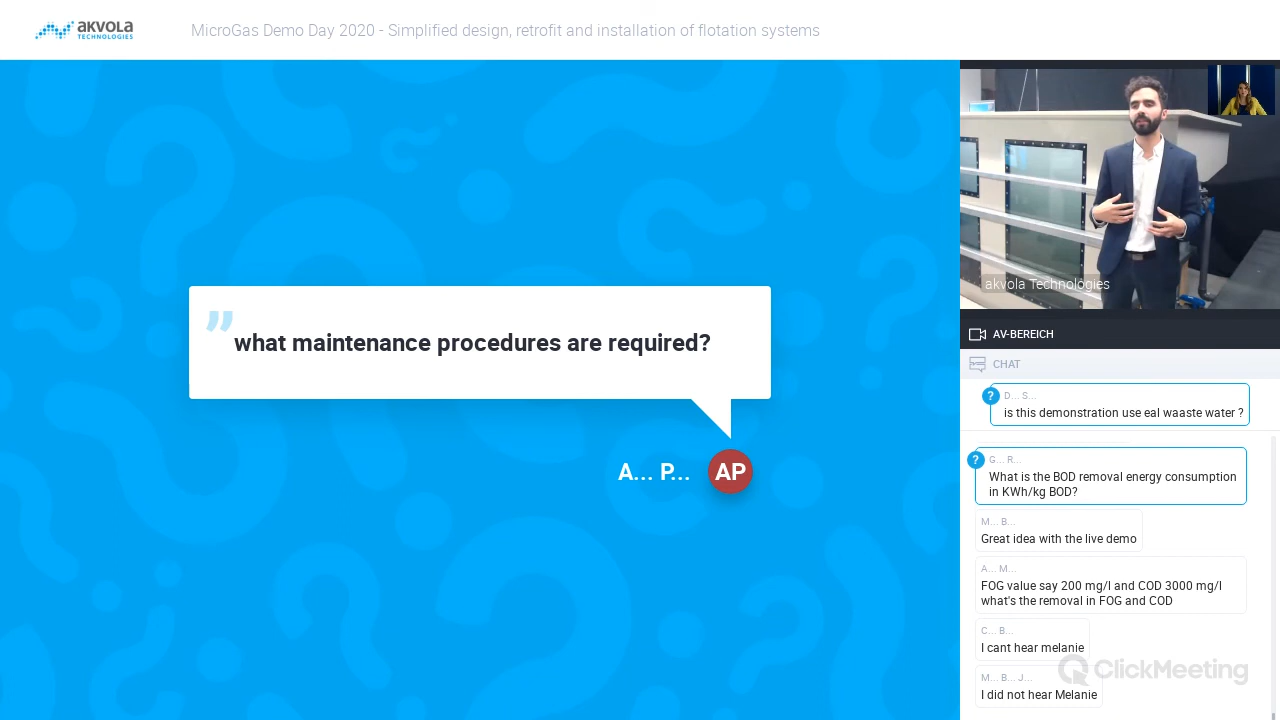 akvola
TECHNOLOGIES
MicroGas Demo Day 2020 - Simplified design, retrofit and installation of flotation systems
”
what maintenance procedures are required?
A... P...
AP
akvola Technologies
AV-BEREICH
CHAT
?
D... S...
is this demonstration use eal waaste water ?
?
G... R...
What is the BOD removal energy consumption
in KWh/kg BOD?
M... B...
Great idea with the live demo
A... M...
FOG value say 200 mg/l and COD 3000 mg/l
what's the removal in FOG and COD
C... B...
I cant hear melanie
M... B... J...
I did not hear Melanie
ClickMeeting